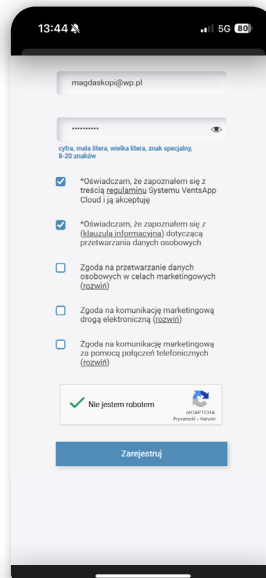 13:44
5G 80
magdaskopi@wp.pl
••••••••••
cyfra, mała litera, wielka litera, znak specjalny,
8-20 znaków
*Oświadczam, że zapoznałem się z
treścią regulaminu Systemu VentsApp
Cloud i ją akceptuję
*Oświadczam, że zapoznałem się z
(klauzulą informacyjną) dotyczącą
przetwarzania danych osobowych
Zgoda na przetwarzanie danych
osobowych w celach marketingowych
(rozwiń)
Zgoda na komunikację marketingową
drogą elektroniczną (rozwiń)
Zgoda na komunikację marketingową
za pomocą połączeń telefonicznych
(rozwiń)
Nie jestem robotem
reCAPTCHA
Prywatność - Warunki
Zarejestruj